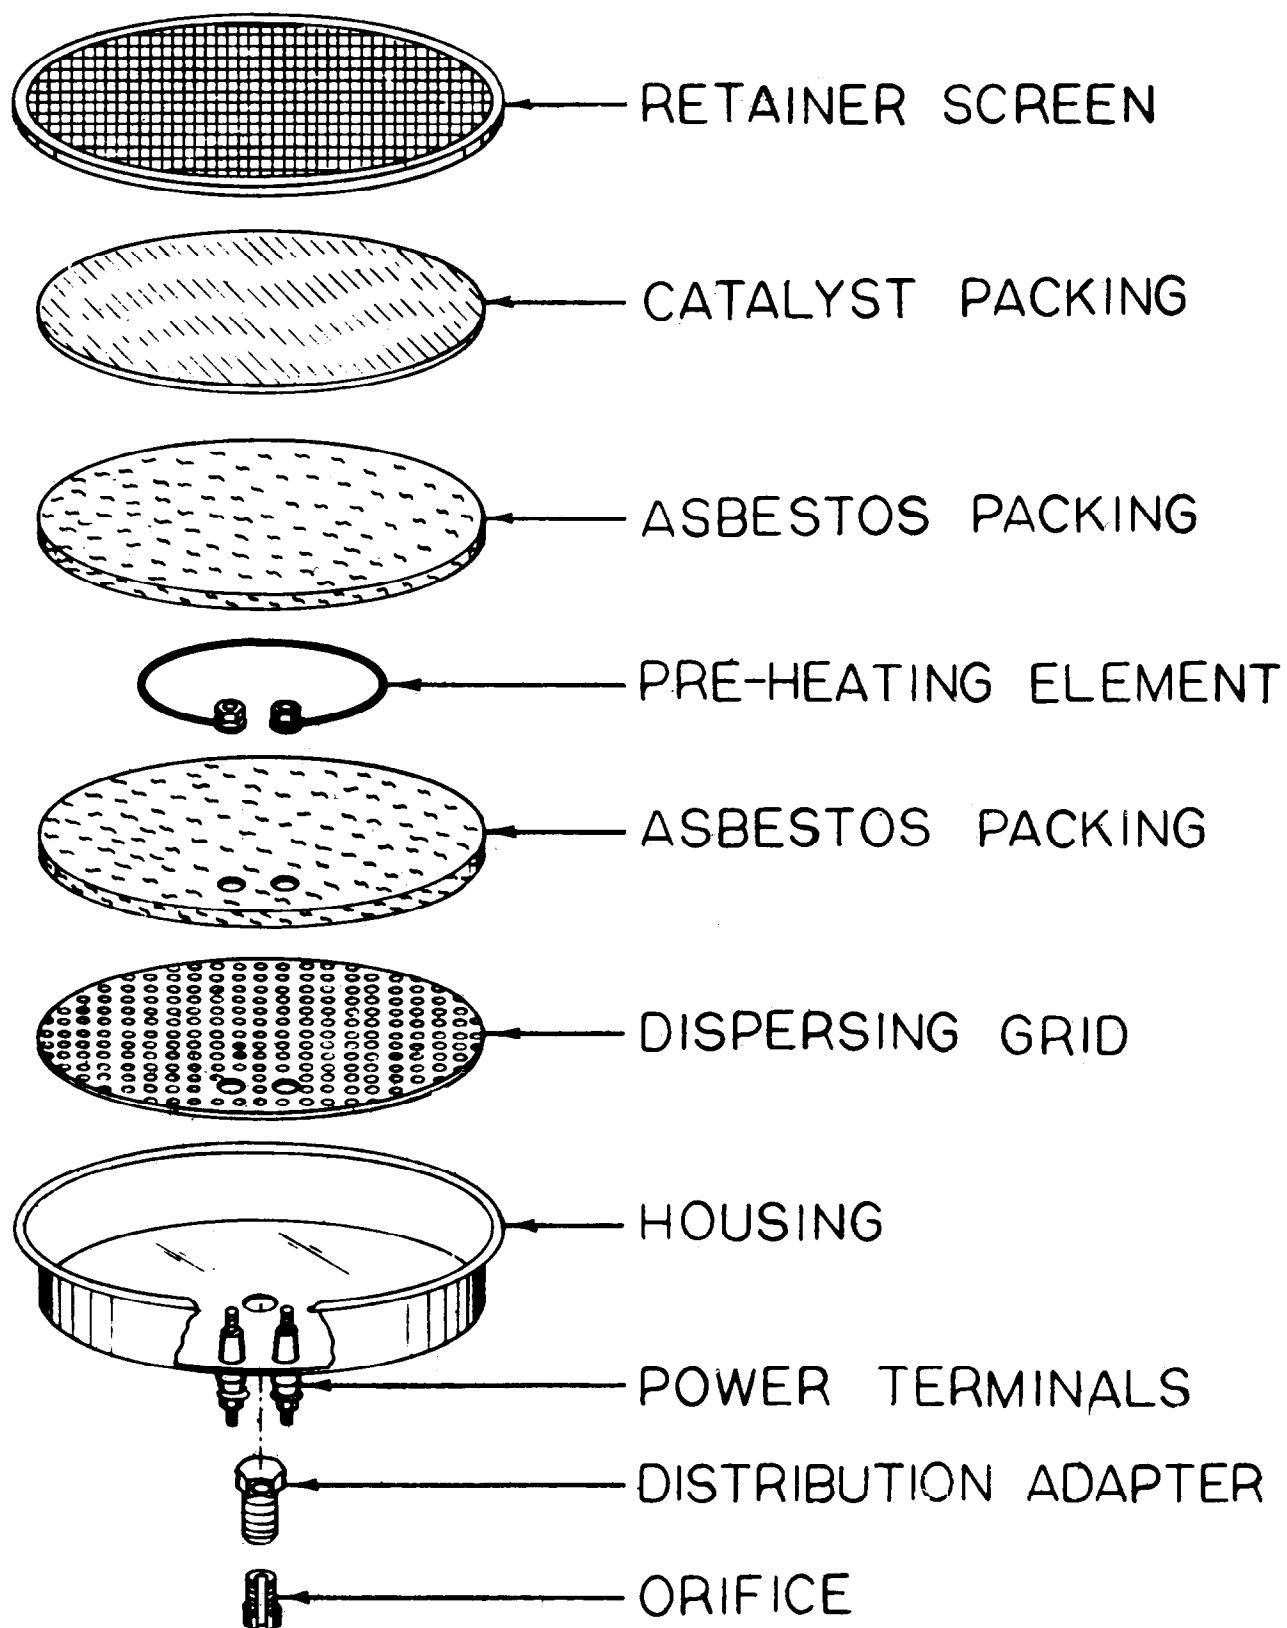 RETAINER SCREEN
CATALYST PACKING
ASBESTOS PACKING
PRE-HEATING ELEMENT
ASBESTOS PACKING
DISPERSING GRID
HOUSING
POWER TERMINALS
DISTRIBUTION ADAPTER
ORIFICE